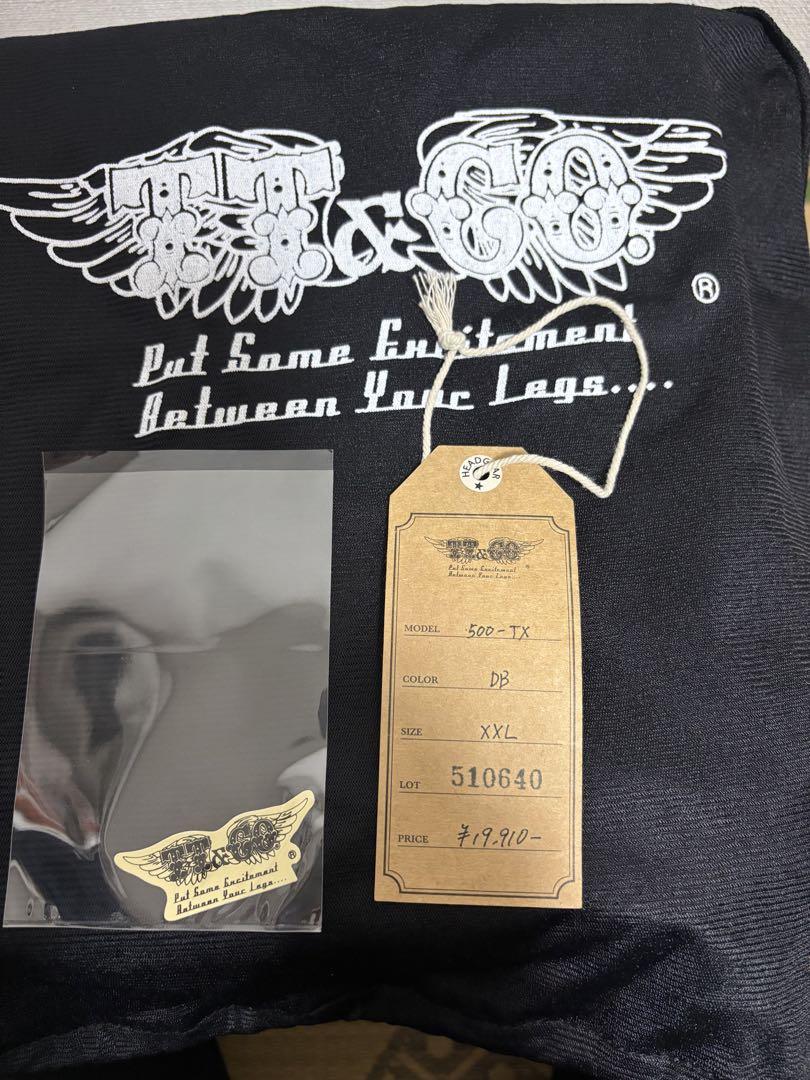 TT&CO.
®
Put Some Excitement
Between Your Legs....
HEADGEAR
TT&CO
®
Put Some Excitement
Between Your Legs....
MODEL 500-TX
COLOR DB
SIZE XXL
LOT 510640
PRICE ¥19,910-
TT&CO.
®
Put Some Excitement
Between Your Legs....